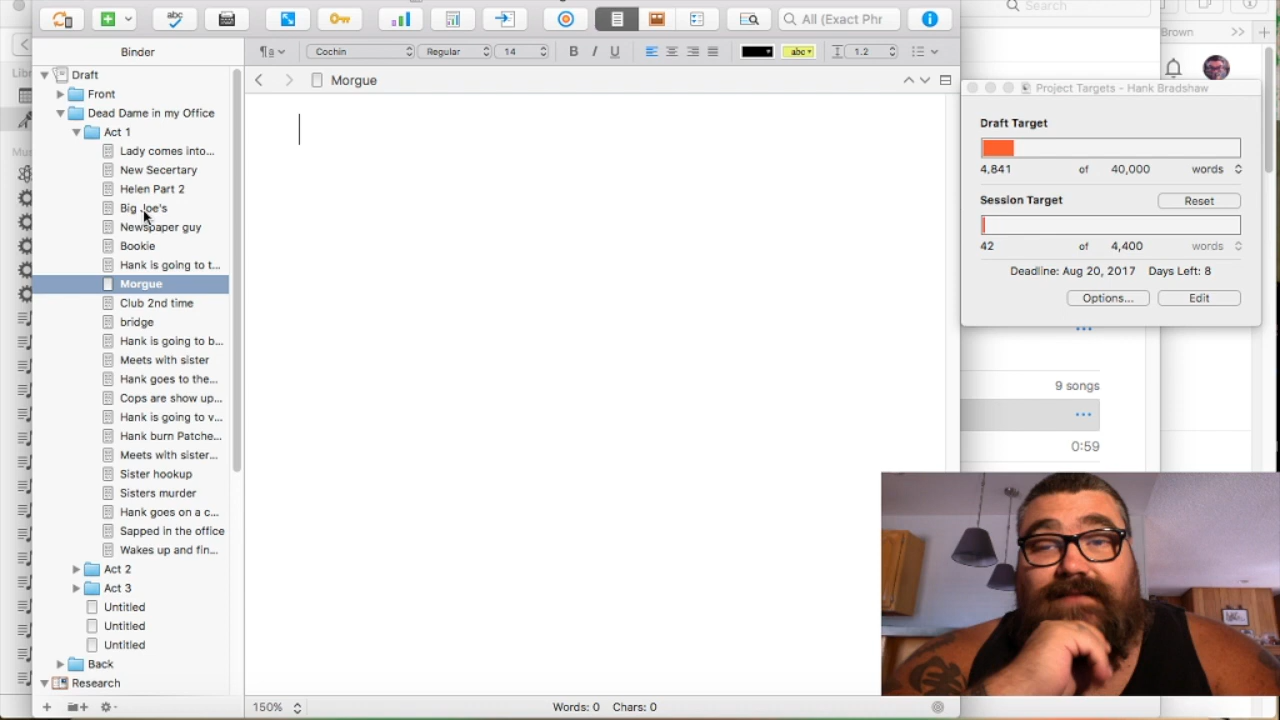 abc
All (Exact Phr
Search
Binder
Cochin
Regular
14
B I U
abc
1.2
Brown
Draft
Front
Dead Dame in my Office
Act 1
Lady comes into...
New Secertary
Helen Part 2
Big Joe's
Newspaper guy
Bookie
Hank is going to t...
Morgue
Club 2nd time
bridge
Hank is going to b...
Meets with sister
Hank goes to the...
Cops are show up...
Hank is going to v...
Hank burn Patche...
Meets with sister...
Sister hookup
Sisters murder
Hank goes on a c...
Sapped in the office
Wakes up and fin...
Act 2
Act 3
Untitled
Untitled
Untitled
Back
Research
Morgue
150%
Words: 0 Chars: 0
Project Targets - Hank Bradshaw
Draft Target
4,841 of 40,000 words
Session Target
Reset
42 of 4,400 words
Deadline: Aug 20, 2017 Days Left: 8
Options... Edit
9 songs
0:59